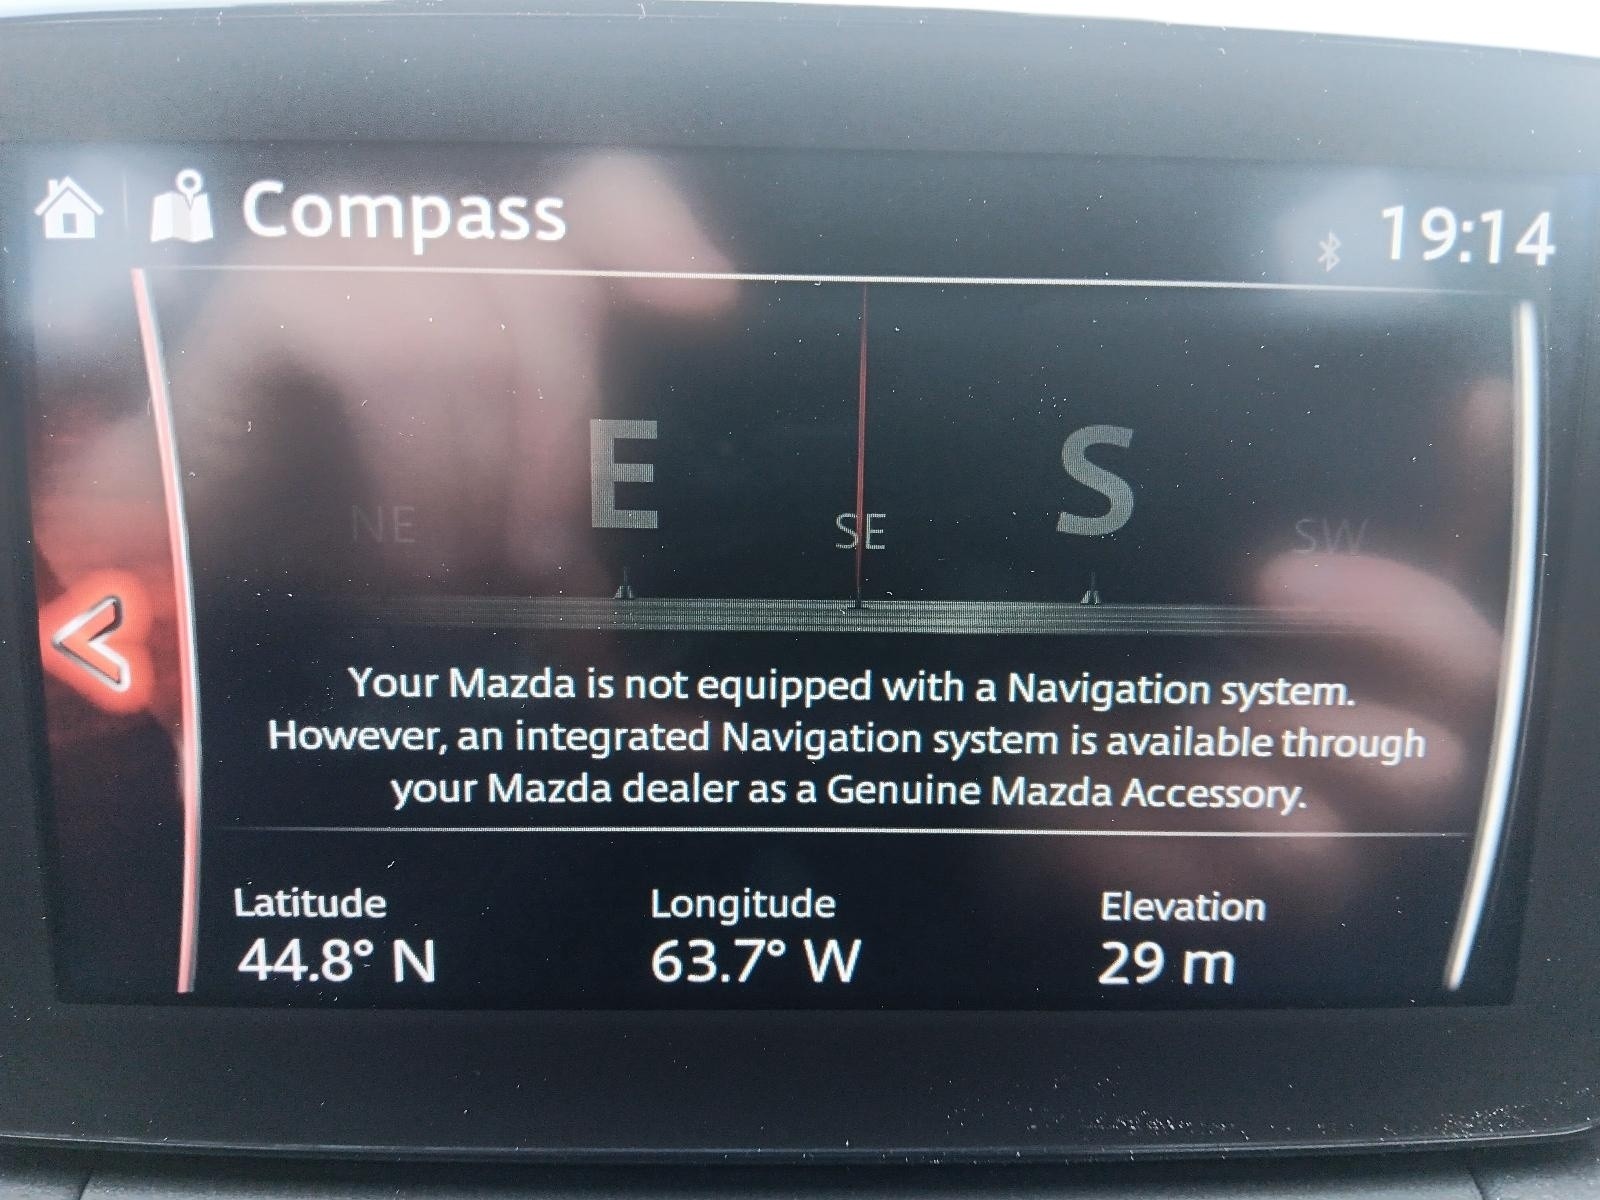 Compass
19:14
NE E SE S SW
Your Mazda is not equipped with a Navigation system.
However, an integrated Navigation system is available through
your Mazda dealer as a Genuine Mazda Accessory.
Latitude Longitude Elevation
44.8° N 63.7° W 29 m